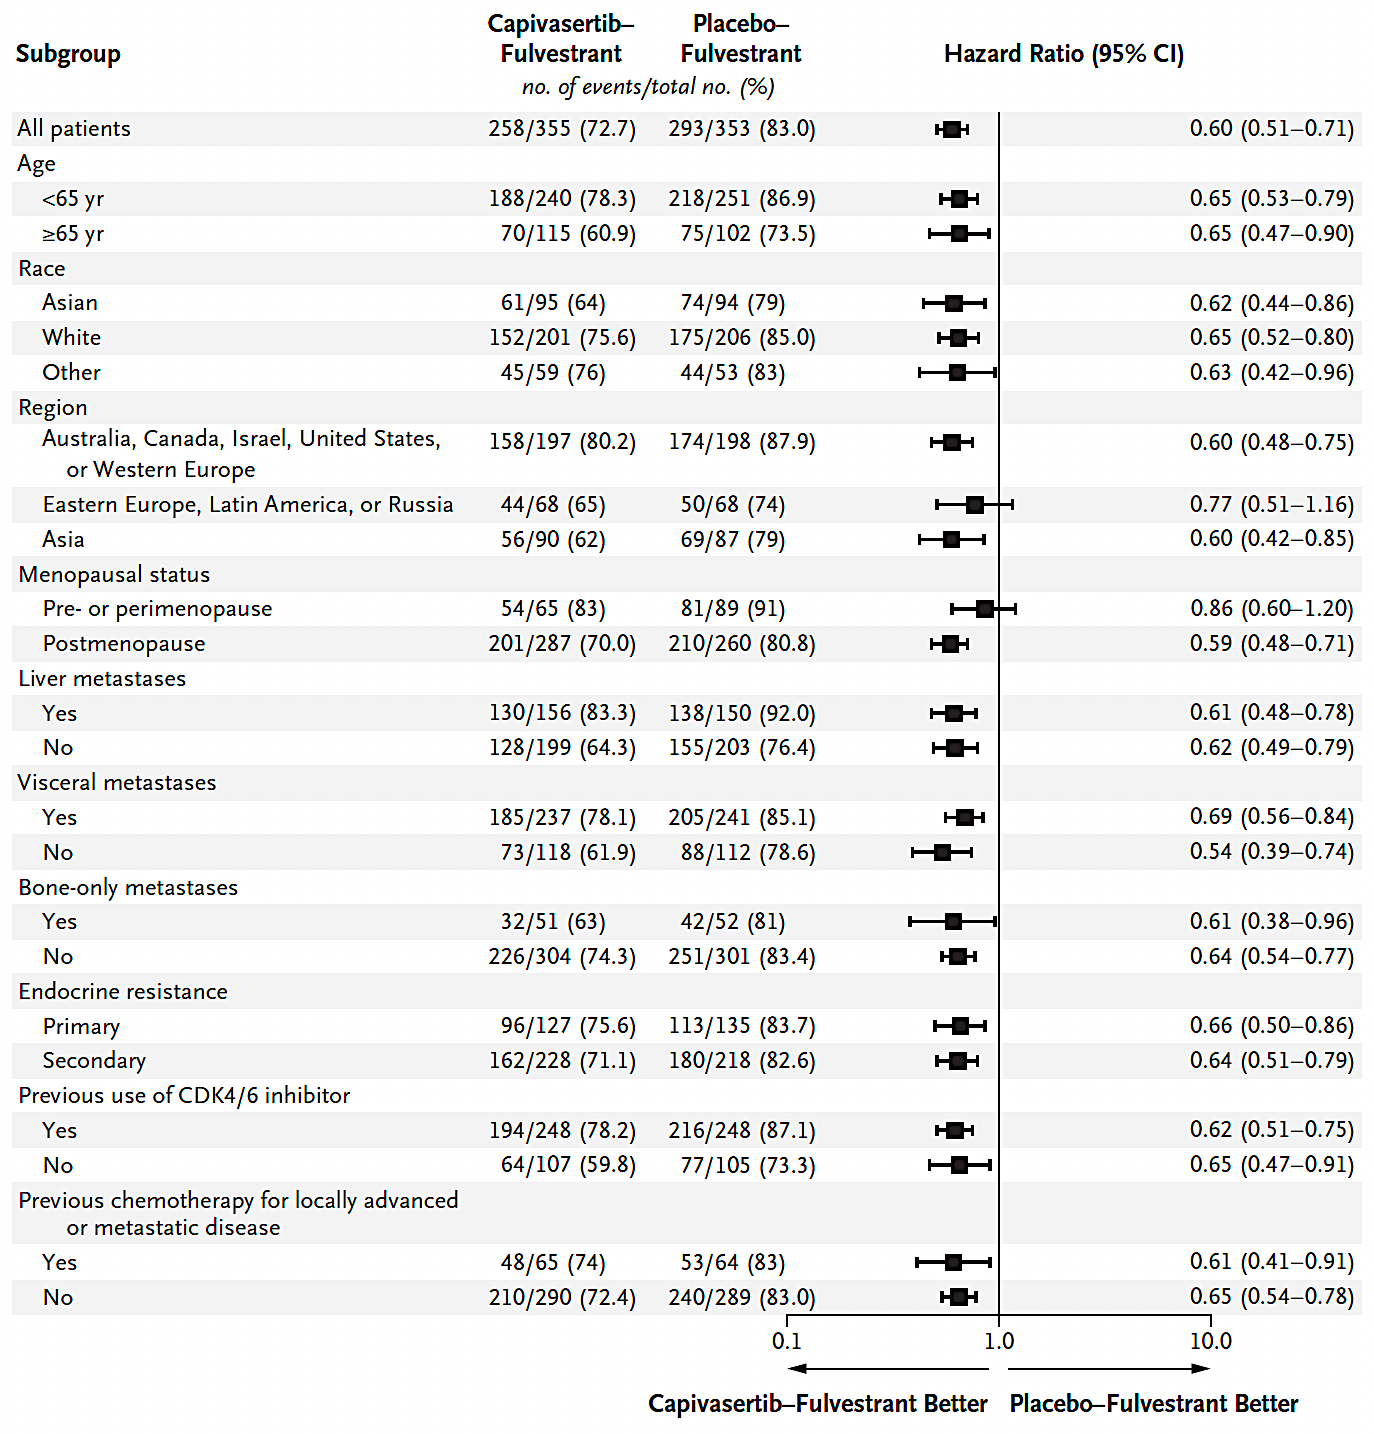 Subgroup
Capivasertib–
Fulvestrant
Placebo–
Fulvestrant
Hazard Ratio (95% CI)
no. of events/total no. (%)
All patients 258/355 (72.7) 293/353 (83.0) 0.60 (0.51–0.71)
Age
<65 yr 188/240 (78.3) 218/251 (86.9) 0.65 (0.53–0.79)
≥65 yr 70/115 (60.9) 75/102 (73.5) 0.65 (0.47–0.90)
Race
Asian 61/95 (64) 74/94 (79) 0.62 (0.44–0.86)
White 152/201 (75.6) 175/206 (85.0) 0.65 (0.52–0.80)
Other 45/59 (76) 44/53 (83) 0.63 (0.42–0.96)
Region
Australia, Canada, Israel, United States, 158/197 (80.2) 174/198 (87.9) 0.60 (0.48–0.75)
or Western Europe
Eastern Europe, Latin America, or Russia 44/68 (65) 50/68 (74) 0.77 (0.51–1.16)
Asia 56/90 (62) 69/87 (79) 0.60 (0.42–0.85)
Menopausal status
Pre- or perimenopause 54/65 (83) 81/89 (91) 0.86 (0.60–1.20)
Postmenopause 201/287 (70.0) 210/260 (80.8) 0.59 (0.48–0.71)
Liver metastases
Yes 130/156 (83.3) 138/150 (92.0) 0.61 (0.48–0.78)
No 128/199 (64.3) 155/203 (76.4) 0.62 (0.49–0.79)
Visceral metastases
Yes 185/237 (78.1) 205/241 (85.1) 0.69 (0.56–0.84)
No 73/118 (61.9) 88/112 (78.6) 0.54 (0.39–0.74)
Bone-only metastases
Yes 32/51 (63) 42/52 (81) 0.61 (0.38–0.96)
No 226/304 (74.3) 251/301 (83.4) 0.64 (0.54–0.77)
Endocrine resistance
Primary 96/127 (75.6) 113/135 (83.7) 0.66 (0.50–0.86)
Secondary 162/228 (71.1) 180/218 (82.6) 0.64 (0.51–0.79)
Previous use of CDK4/6 inhibitor
Yes 194/248 (78.2) 216/248 (87.1) 0.62 (0.51–0.75)
No 64/107 (59.8) 77/105 (73.3) 0.65 (0.47–0.91)
Previous chemotherapy for locally advanced
or metastatic disease
Yes 48/65 (74) 53/64 (83) 0.61 (0.41–0.91)
No 210/290 (72.4) 240/289 (83.0) 0.65 (0.54–0.78)
0.1 1.0 10.0
Capivasertib–Fulvestrant Better Placebo–Fulvestrant Better